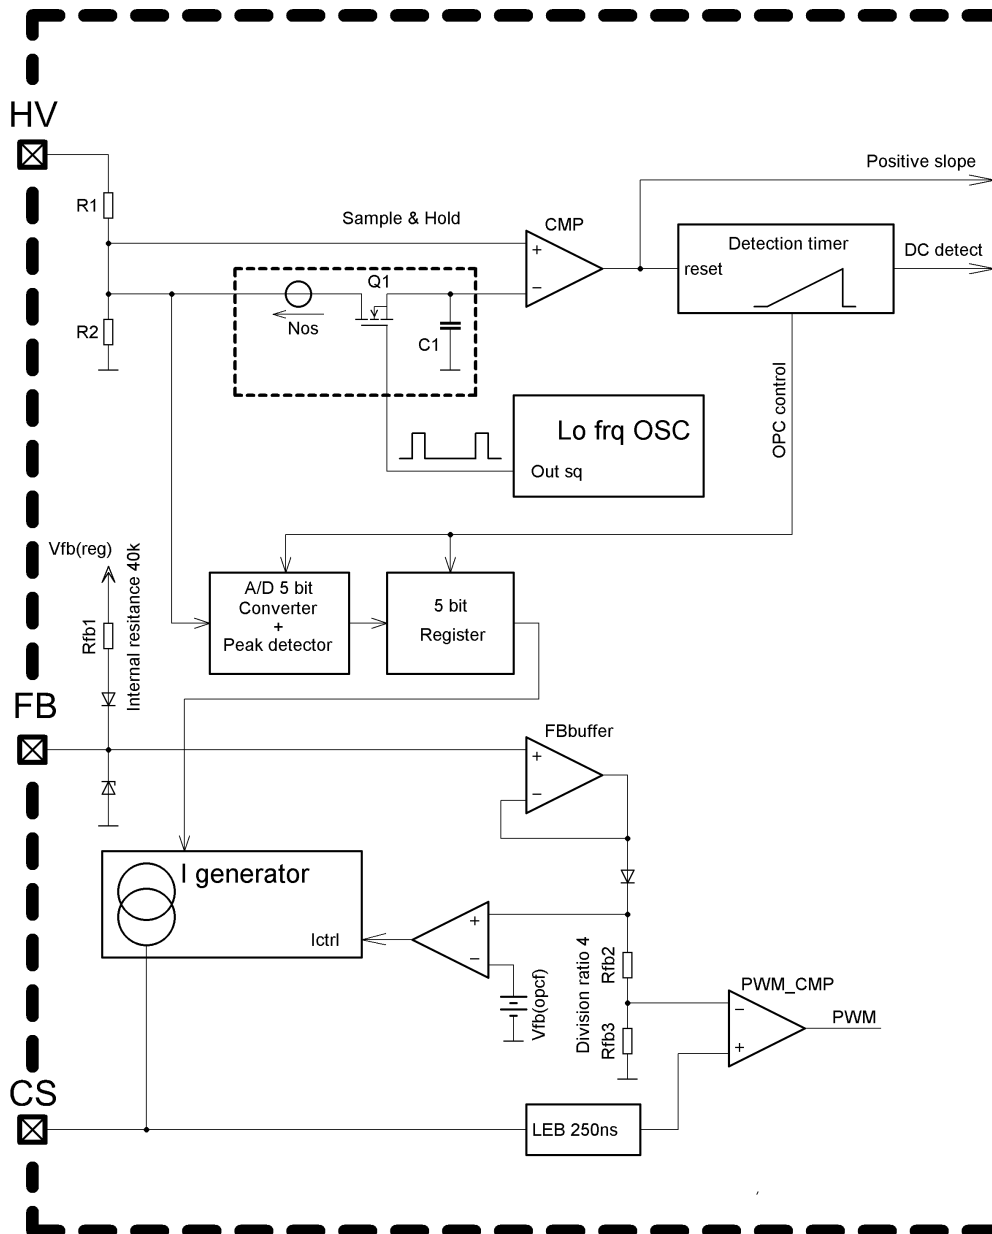 HV
Positive slope
R1
Sample & Hold
CMP
+
−
Detection timer
reset
DC detect
Q1
Nos
R2
C1
OPC control
Lo frq OSC
Out sq
Vfb(reg)
Rfb1
Internal resitance 40k
A/D 5 bit
Converter
+
Peak detector
5 bit
Register
FB
FBbuffer
+
−
I generator
Ictrl
+
−
Vfb(opcf)
Division ratio 4
Rfb2
Rfb3
PWM_CMP
−
+
PWM
CS
LEB 250ns